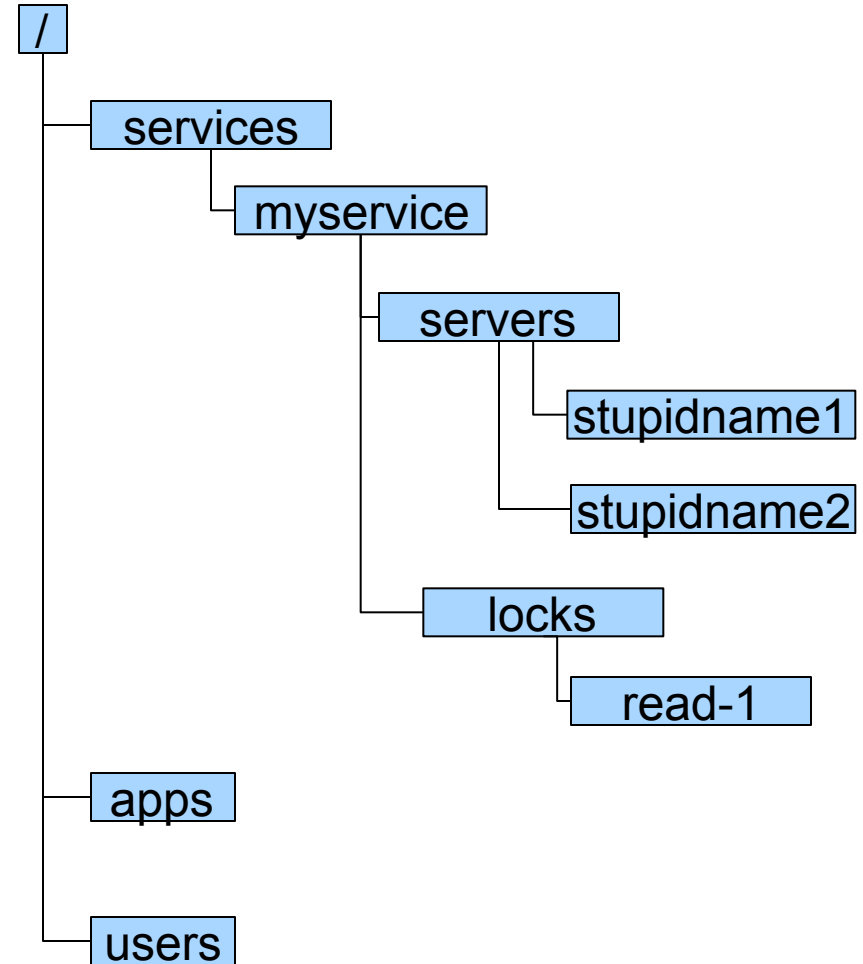 /
services
myservice
servers
stupidname1
stupidname2
locks
read-1
apps
users